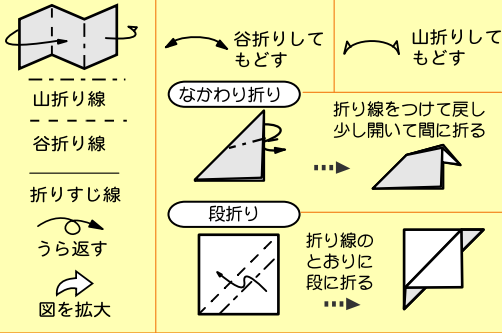 山折り線
谷折り線
折りすじ線
うら返す
図を拡大
谷折りして
もどす
山折りして
もどす
なかわり折り
折り線をつけて戻し
少し開いて間に折る
段折り
折り線の
とおりに
段に折る